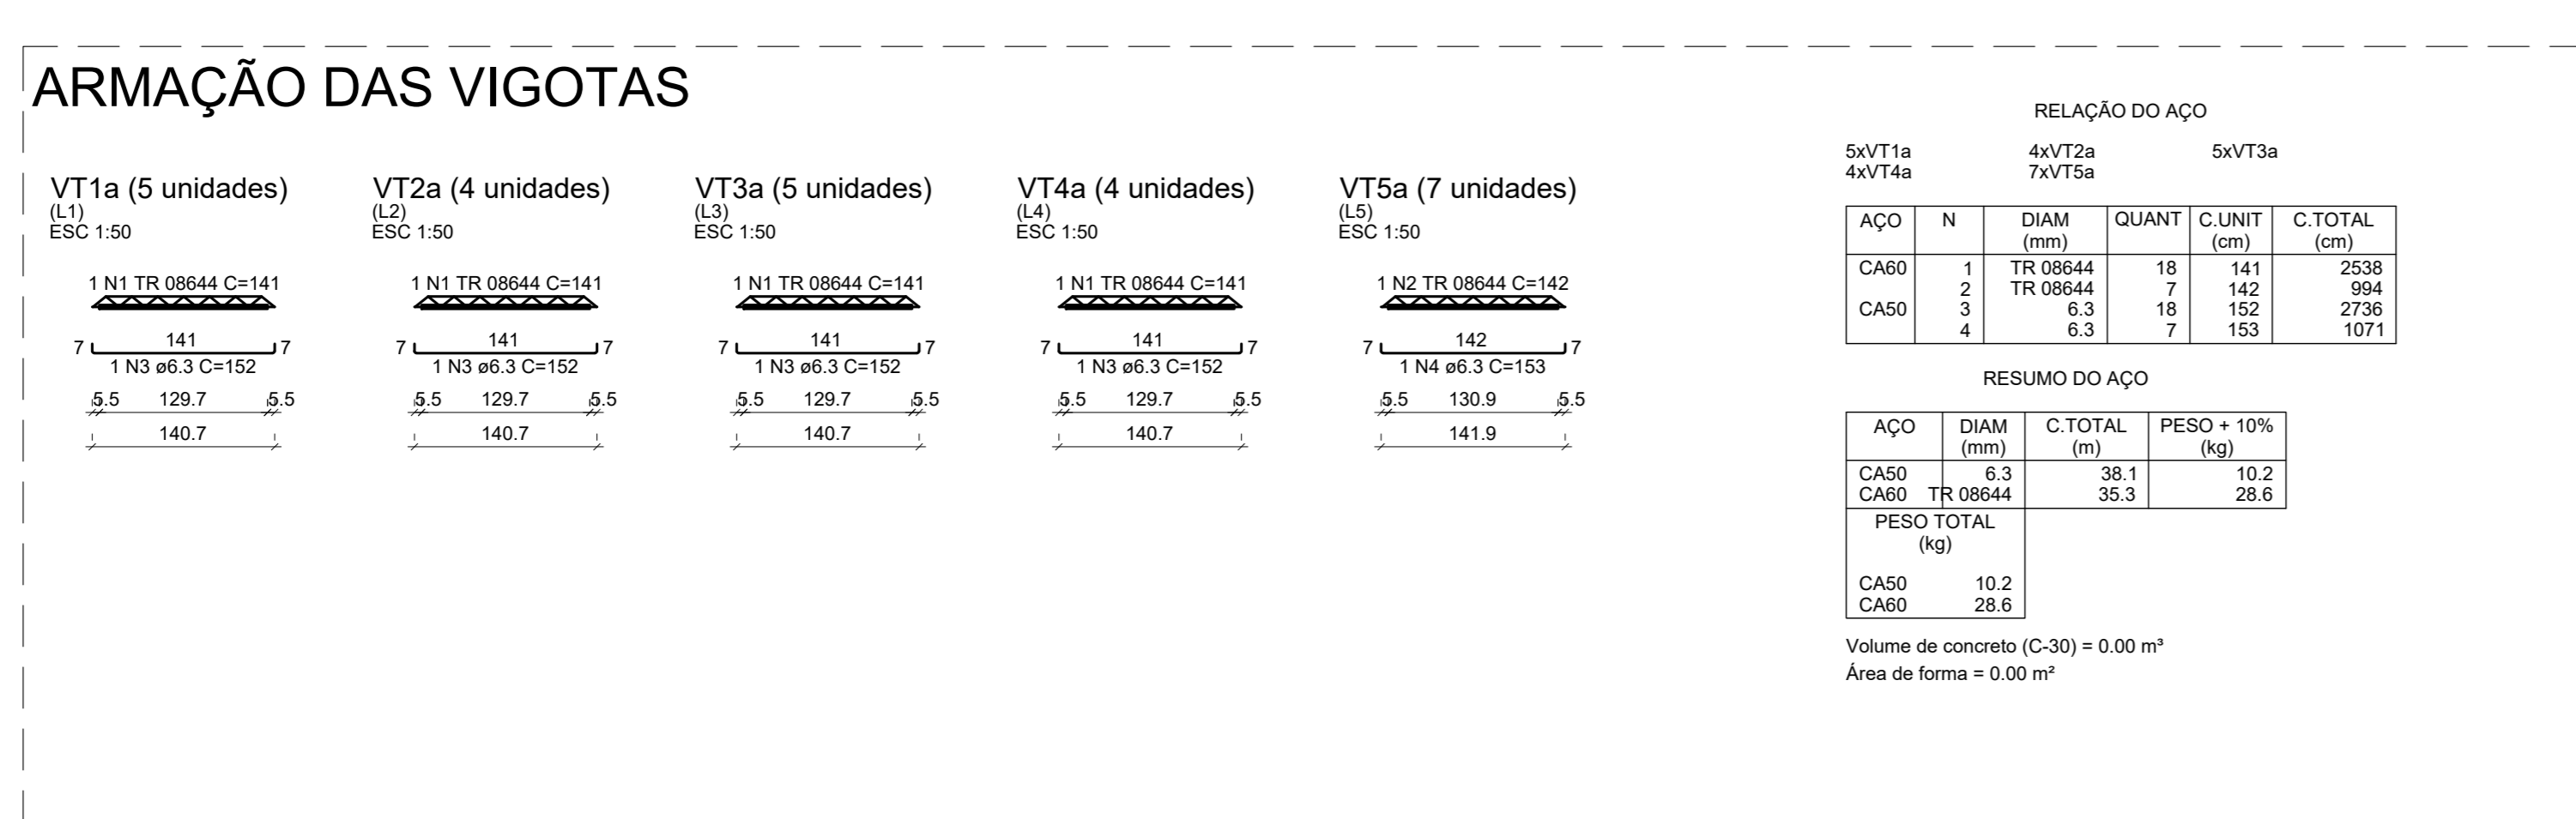 ARMAÇÃO DAS VIGOTAS
VT1a (5 unidades)
(L1)
ESC 1:50
1 N1 TR 08644 C=141
141
7 7
1 N3 ø6.3 C=152
5.5 129.7 5.5
140.7
VT2a (4 unidades)
(L2)
ESC 1:50
1 N1 TR 08644 C=141
141
7 7
1 N3 ø6.3 C=152
5.5 129.7 5.5
140.7
VT3a (5 unidades)
(L3)
ESC 1:50
1 N1 TR 08644 C=141
141
7 7
1 N3 ø6.3 C=152
5.5 129.7 5.5
140.7
VT4a (4 unidades)
(L4)
ESC 1:50
1 N1 TR 08644 C=141
141
7 7
1 N3 ø6.3 C=152
5.5 129.7 5.5
140.7
VT5a (7 unidades)
(L5)
ESC 1:50
1 N2 TR 08644 C=142
142
7 7
1 N4 ø6.3 C=153
5.5 130.9 5.5
141.9
RELAÇÃO DO AÇO
5xVT1a 4xVT2a 5xVT3a
4xVT4a 7xVT5a
AÇO N DIAM QUANT C.UNIT C.TOTAL
(mm) (cm) (cm)
CA60 1 TR 08644 18 141 2538
2 TR 08644 7 142 994
CA50 3 6.3 18 152 2736
4 6.3 7 153 1071
RESUMO DO AÇO
AÇO DIAM C.TOTAL PESO + 10%
(mm) (m) (kg)
CA50 6.3 38.1 10.2
CA60 TR 08644 35.3 28.6
PESO TOTAL
(kg)
CA50 10.2
CA60 28.6
Volume de concreto (C-30) = 0.00 m³
Área de forma = 0.00 m²